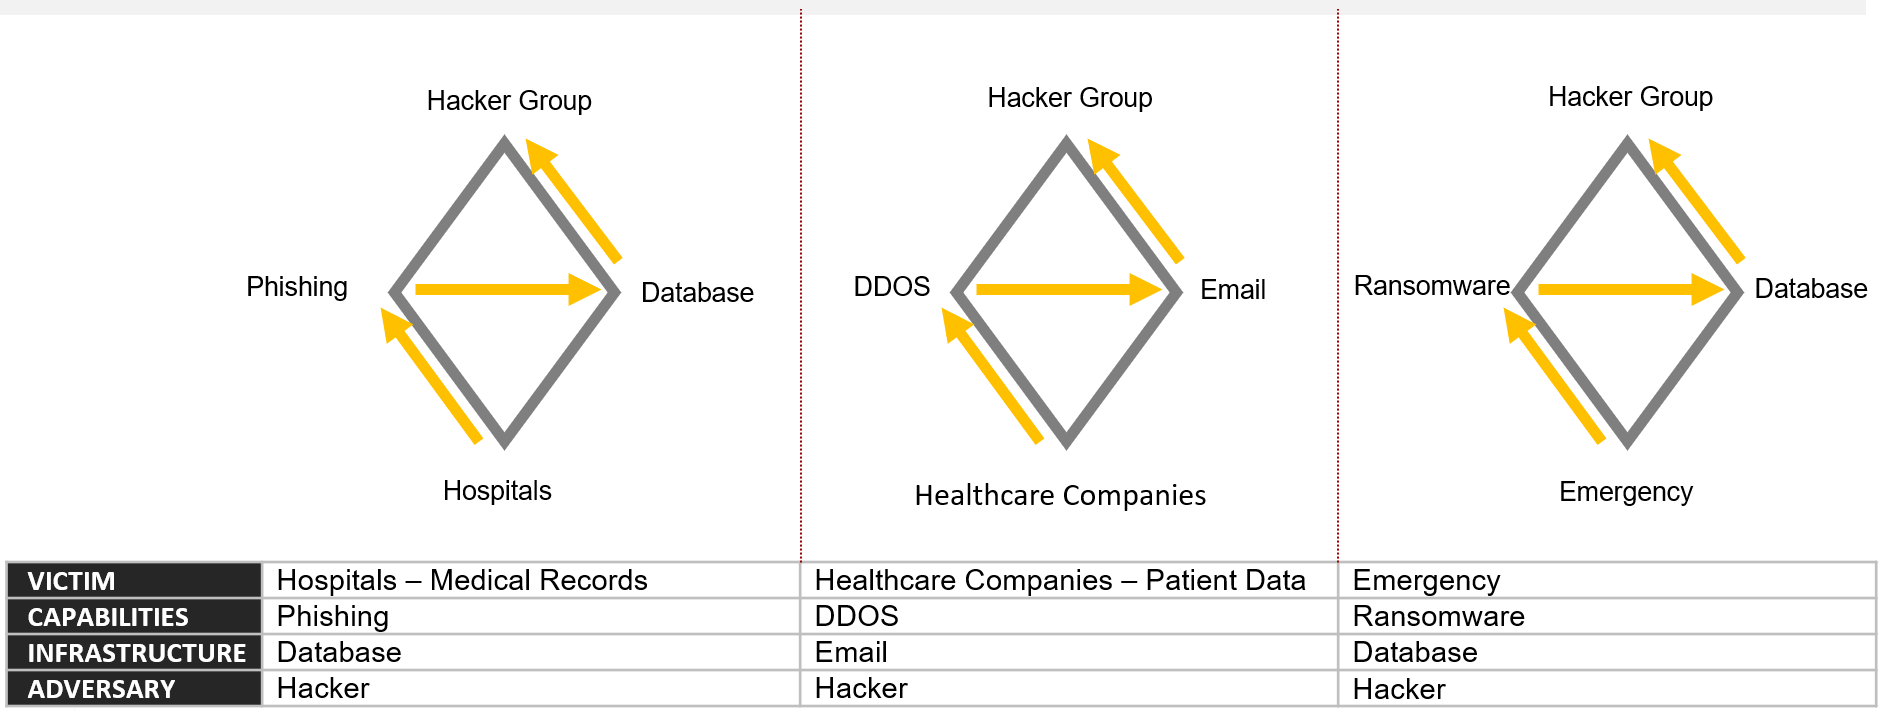 Hacker Group
Phishing
Database
Hospitals
Hacker Group
DDOS
Email
Healthcare Companies
Hacker Group
Ransomware
Database
Emergency
VICTIM Hospitals – Medical Records Healthcare Companies – Patient Data Emergency
CAPABILITIES Phishing DDOS Ransomware
INFRASTRUCTURE Database Email Database
ADVERSARY Hacker Hacker Hacker